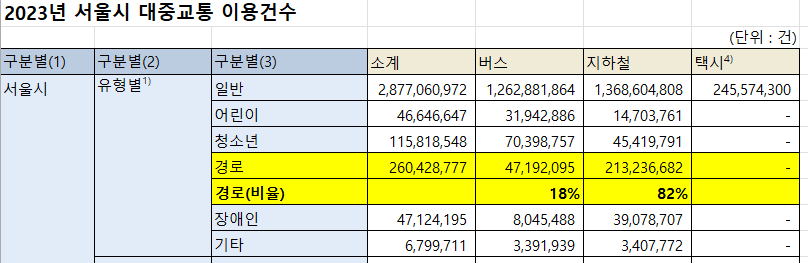 2023년 서울시 대중교통 이용건수
(단위 : 건)
구분별(1) 구분별(2) 구분별(3) 소계 버스 지하철 택시4)
서울시 유형별1) 일반 2,877,060,972 1,262,881,864 1,368,604,808 245,574,300
어린이 46,646,647 31,942,886 14,703,761 -
청소년 115,818,548 70,398,757 45,419,791 -
경로 260,428,777 47,192,095 213,236,682 -
경로(비율) 18% 82%
장애인 47,124,195 8,045,488 39,078,707 -
기타 6,799,711 3,391,939 3,407,772 -